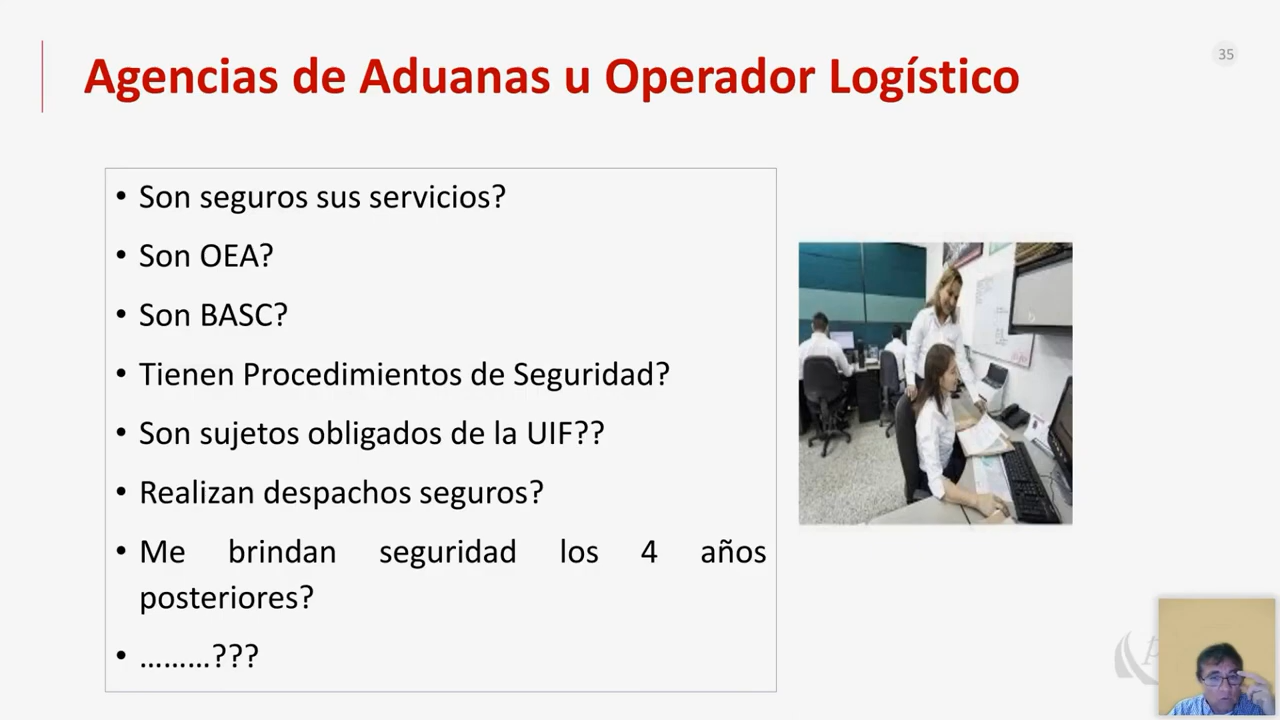 35
Agencias de Aduanas u Operador Logístico
• Son seguros sus servicios?
• Son OEA?
• Son BASC?
• Tienen Procedimientos de Seguridad?
• Son sujetos obligados de la UIF??
• Realizan despachos seguros?
• Me brindan seguridad los 4 años
posteriores?
• .........???